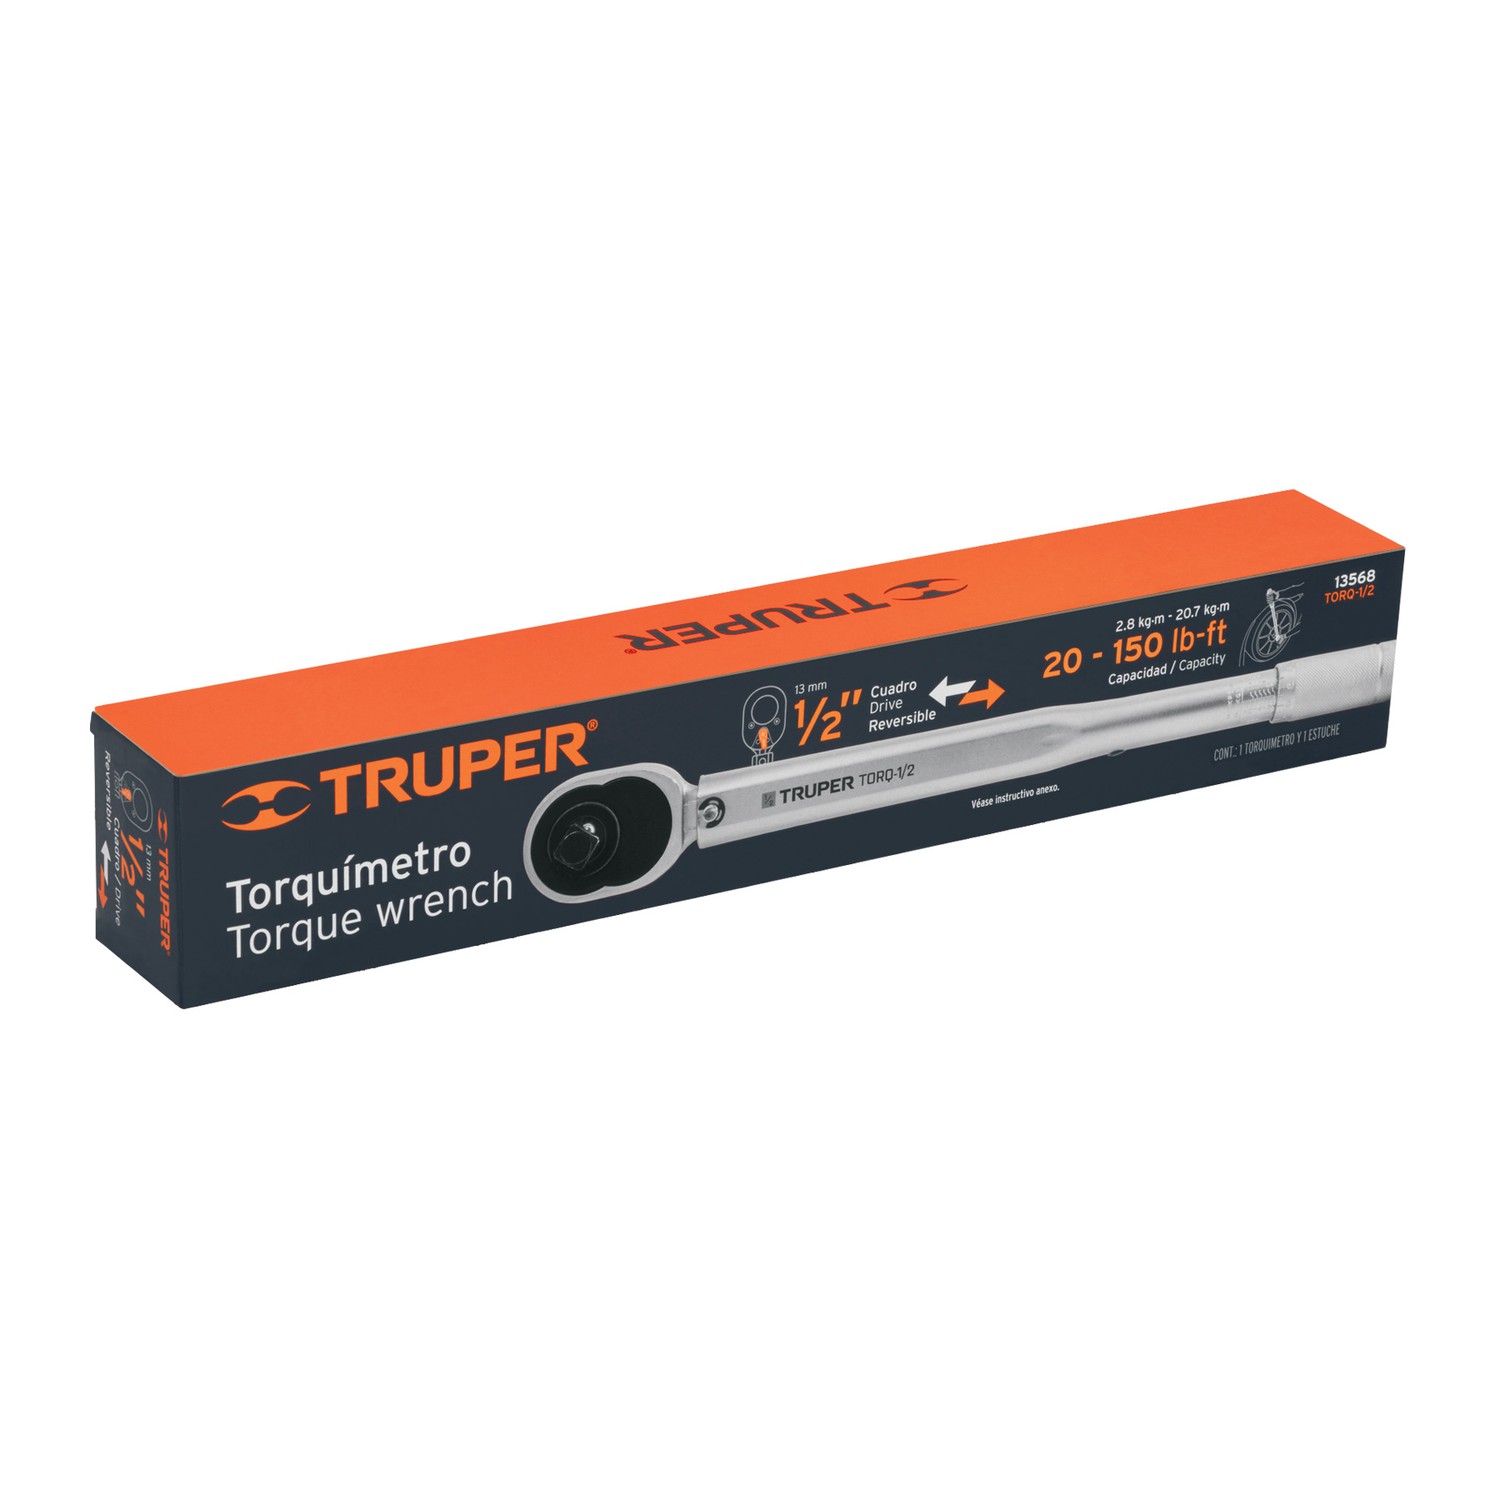 TRUPER
TRUPER®
Torquímetro
Torque wrench
13 mm
1/2"
Cuadro
Drive
Reversible
2.8 kg·m - 20.7 kg·m
20 - 150 lb-ft
Capacidad / Capacity
13568
TORQ-1/2
TRUPER TORQ-1/2
Véase instructivo anexo.
CONT.: 1 TORQUIMETRO Y 1 ESTUCHE
TRUPER
13 mm
1/2"
Cuadro / Drive
Reversible